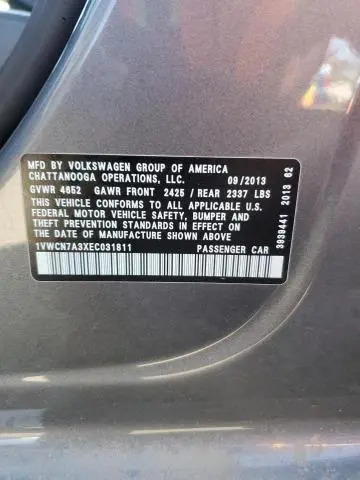 MFD BY VOLKSWAGEN GROUP OF AMERICA
CHATTANOOGA OPERATIONS, LLC. 09/2013
GVWR 4652 GAWR FRONT 2425 / REAR 2337 LBS
THIS VEHICLE CONFORMS TO ALL APPLICABLE U.S.
FEDERAL MOTOR VEHICLE SAFETY, BUMPER AND
THEFT PREVENTION STANDARDS IN EFFECT ON THE
DATE OF MANUFACTURE SHOWN ABOVE
1VWCN7A3XEC031811 PASSENGER CAR
3939441 2013 62